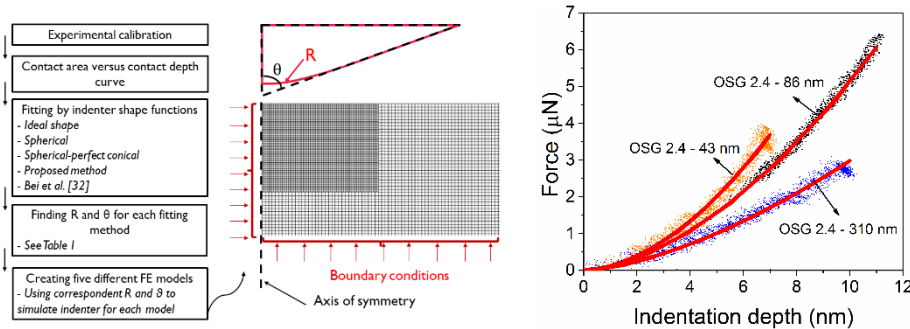 Experimental calibration
Contact area versus contact depth
curve
Fitting by indenter shape functions
- Ideal shape
- Spherical
- Spherical-perfect conical
- Proposed method
- Bei et al. [32]
Finding R and θ for each fitting
method
- See Table 1
Creating five different FE models
- Using correspondent R and ϑ to
simulate indenter for each model
θ
R
Boundary conditions
Axis of symmetry
Force (μN)
7
6
5
4
3
2
1
0
OSG 2.4 - 86 nm
OSG 2.4 - 43 nm
OSG 2.4 - 310 nm
0 2 4 6 8 10 12
Indentation depth (nm)